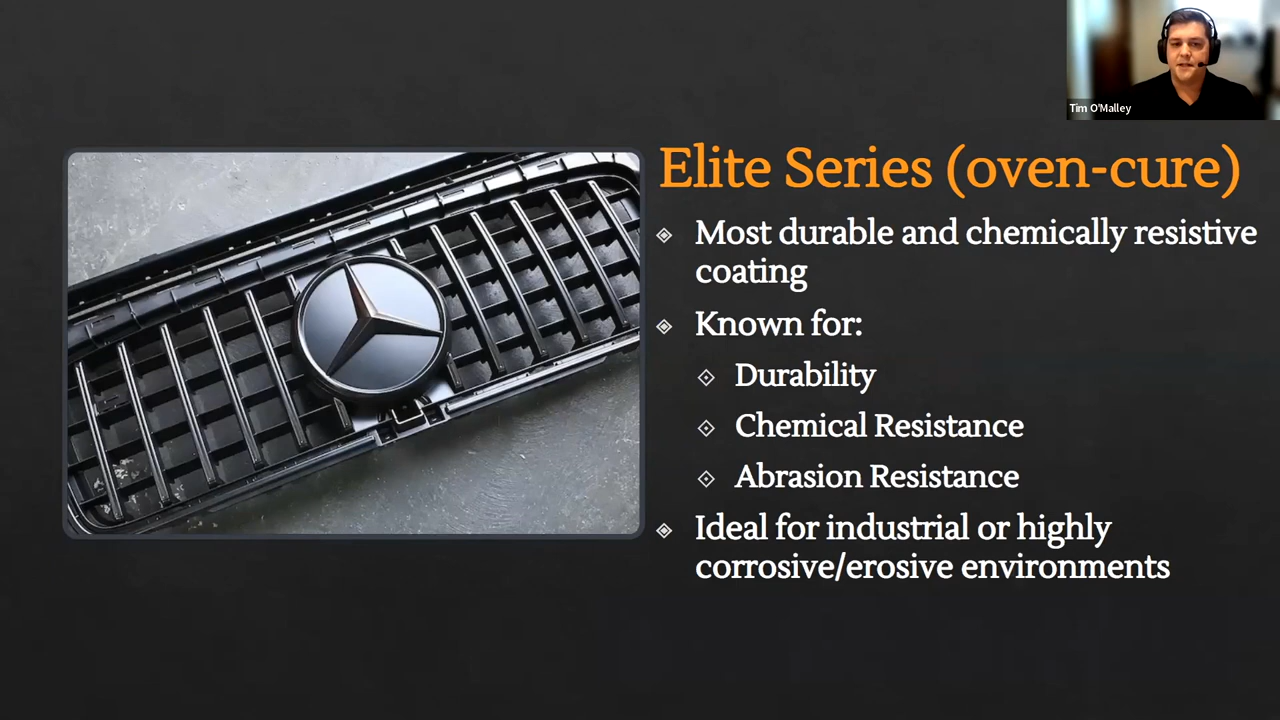 Tim O'Malley
Elite Series (oven-cure)
Most durable and chemically resistive
coating
Known for:
Durability
Chemical Resistance
Abrasion Resistance
Ideal for industrial or highly
corrosive/erosive environments